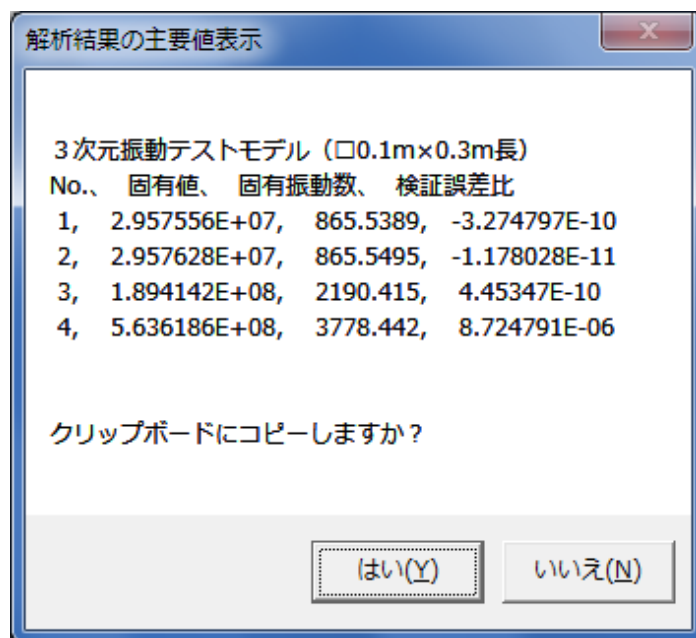 解析結果の主要値表示
３次元振動テストモデル（□0.1m×0.3m長）
No.、 固有値、 固有振動数、 検証誤差比
1, 2.957556E+07, 865.5389, -3.274797E-10
2, 2.957628E+07, 865.5495, -1.178028E-11
3, 1.894142E+08, 2190.415, 4.45347E-10
4, 5.636186E+08, 3778.442, 8.724791E-06
クリップボードにコピーしますか？
はい(Y)
いいえ(N)